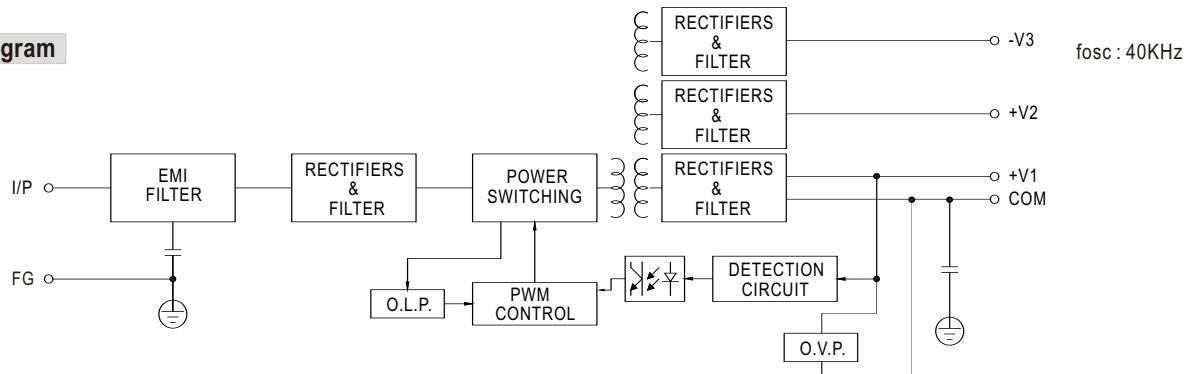 gram
RECTIFIERS
&
FILTER
-V3
fosc : 40KHz
RECTIFIERS
&
FILTER
+V2
I/P
EMI
FILTER
RECTIFIERS
&
FILTER
POWER
SWITCHING
RECTIFIERS
&
FILTER
+V1
COM
FG
O.L.P.
PWM
CONTROL
DETECTION
CIRCUIT
O.V.P.